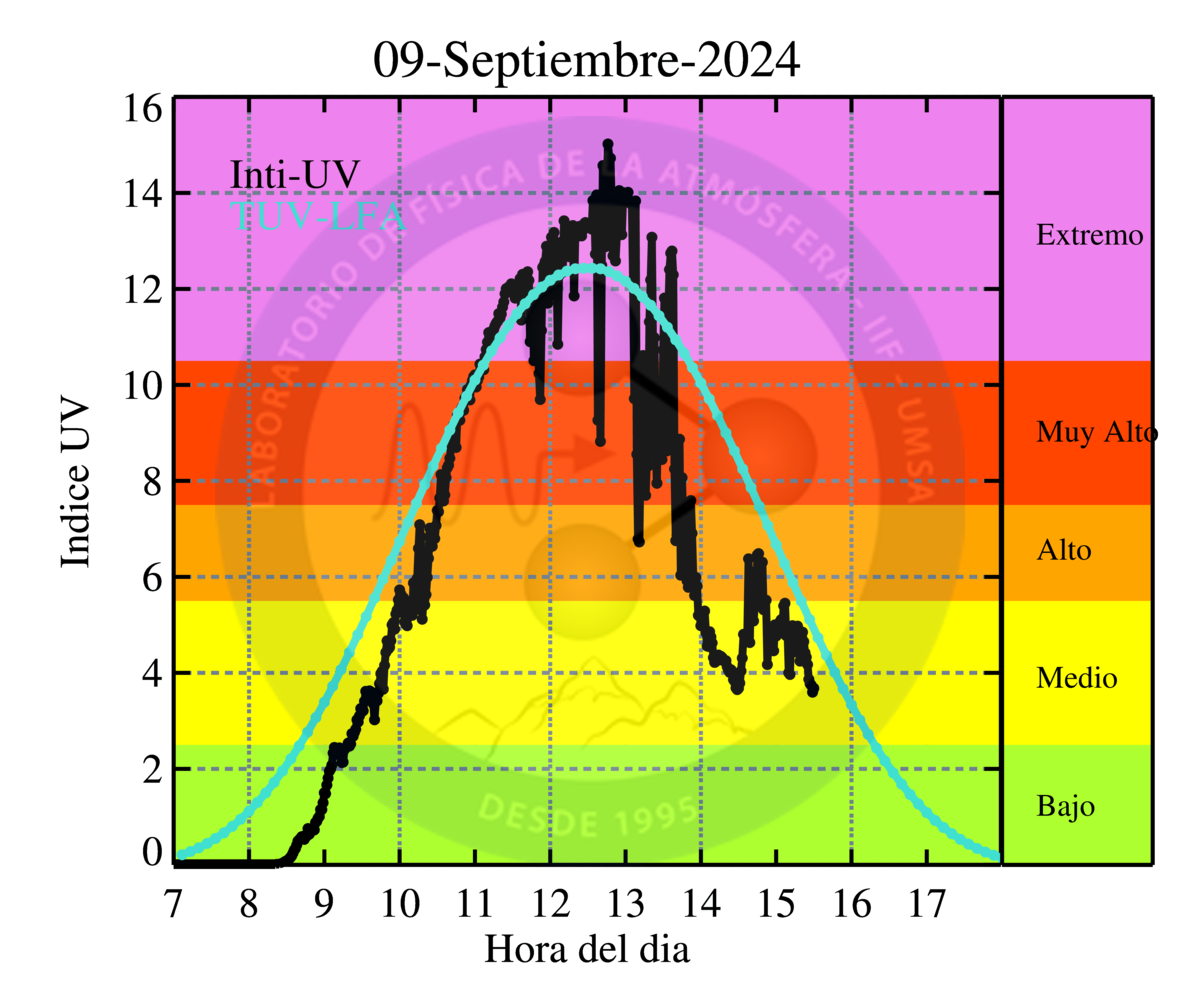 09-Septiembre-2024
16
14
12
10
8
6
4
2
0
Indice UV
Inti-UV
TUV-LFA
LABORATORIO DE FÍSICA DE LA ATMÓSFERA - IIF - UMSA
DESDE 1995
Extremo
Muy Alto
Alto
Medio
Bajo
7 8 9 10 11 12 13 14 15 16 17
Hora del dia